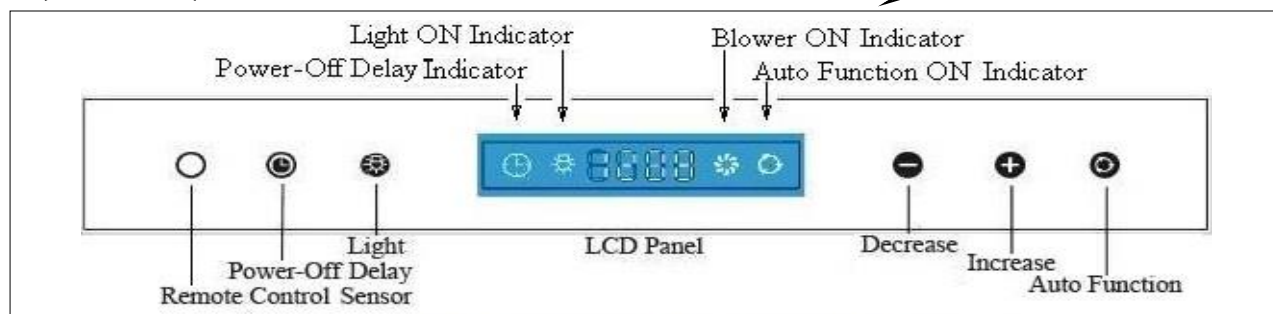 Light ON Indicator
Blower ON Indicator
Power-Off Delay Indicator
Auto Function ON Indicator
Light
LCD Panel
Decrease
Power-Off Delay
Increase
Remote Control Sensor
Auto Function